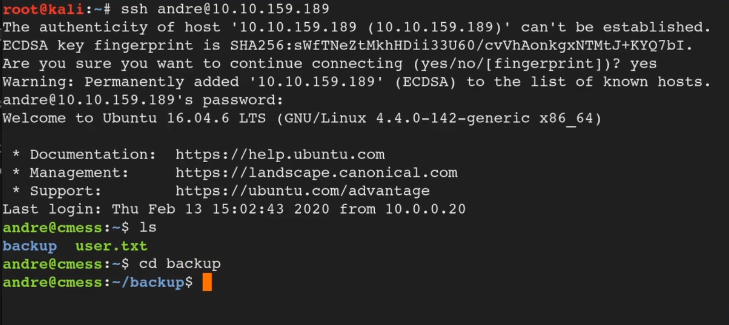 root@kali:~# ssh andre@10.10.159.189
The authenticity of host '10.10.159.189 (10.10.159.189)' can't be established.
ECDSA key fingerprint is SHA256:sWfTNeZtMkhHDii33U60/cvVhAonkgxNTMtJ+KYQ7bI.
Are you sure you want to continue connecting (yes/no/[fingerprint])? yes
Warning: Permanently added '10.10.159.189' (ECDSA) to the list of known hosts.
andre@10.10.159.189's password:
Welcome to Ubuntu 16.04.6 LTS (GNU/Linux 4.4.0-142-generic x86_64)
* Documentation: https://help.ubuntu.com
* Management: https://landscape.canonical.com
* Support: https://ubuntu.com/advantage
Last login: Thu Feb 13 15:02:43 2020 from 10.0.0.20
andre@cmess:~$ ls
backup user.txt
andre@cmess:~$ cd backup
andre@cmess:~/backup$